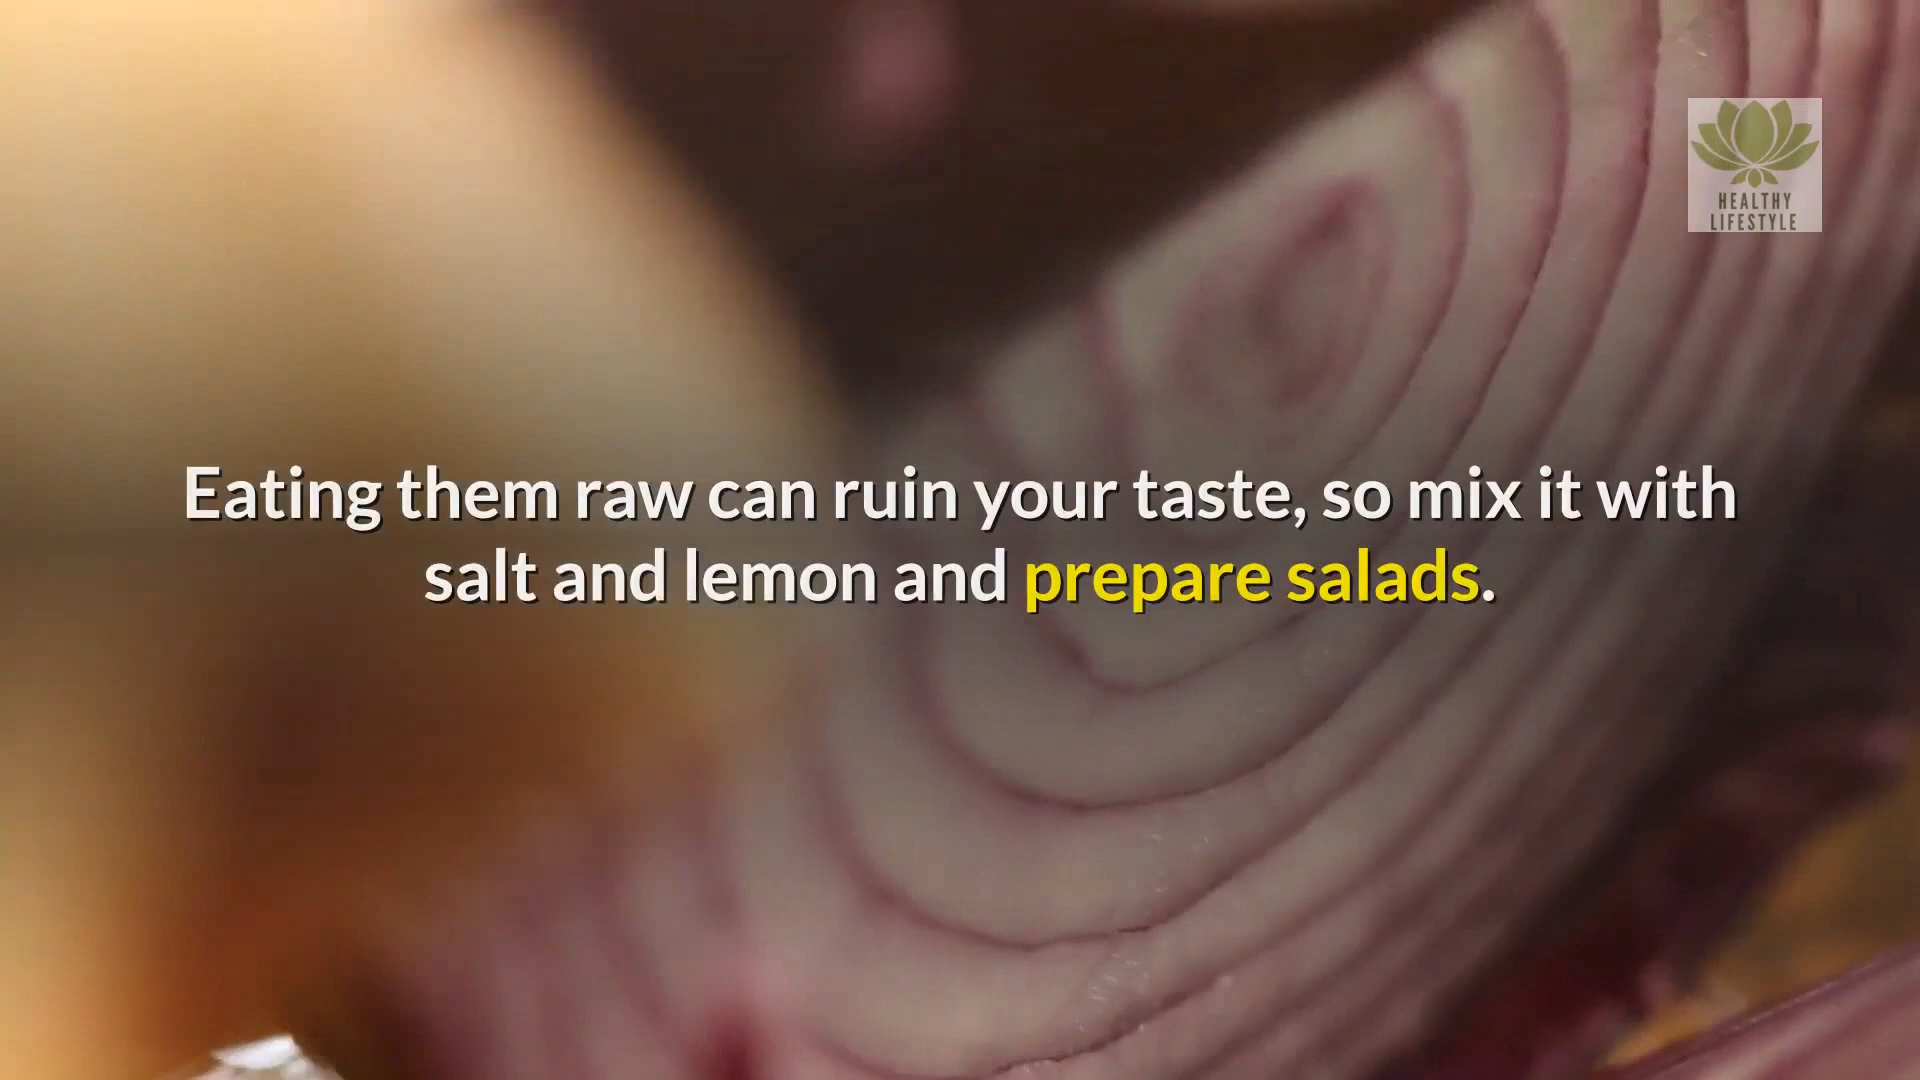 HEALTHY
LIFESTYLE
Eating them raw can ruin your taste, so mix it with
salt and lemon and prepare salads.